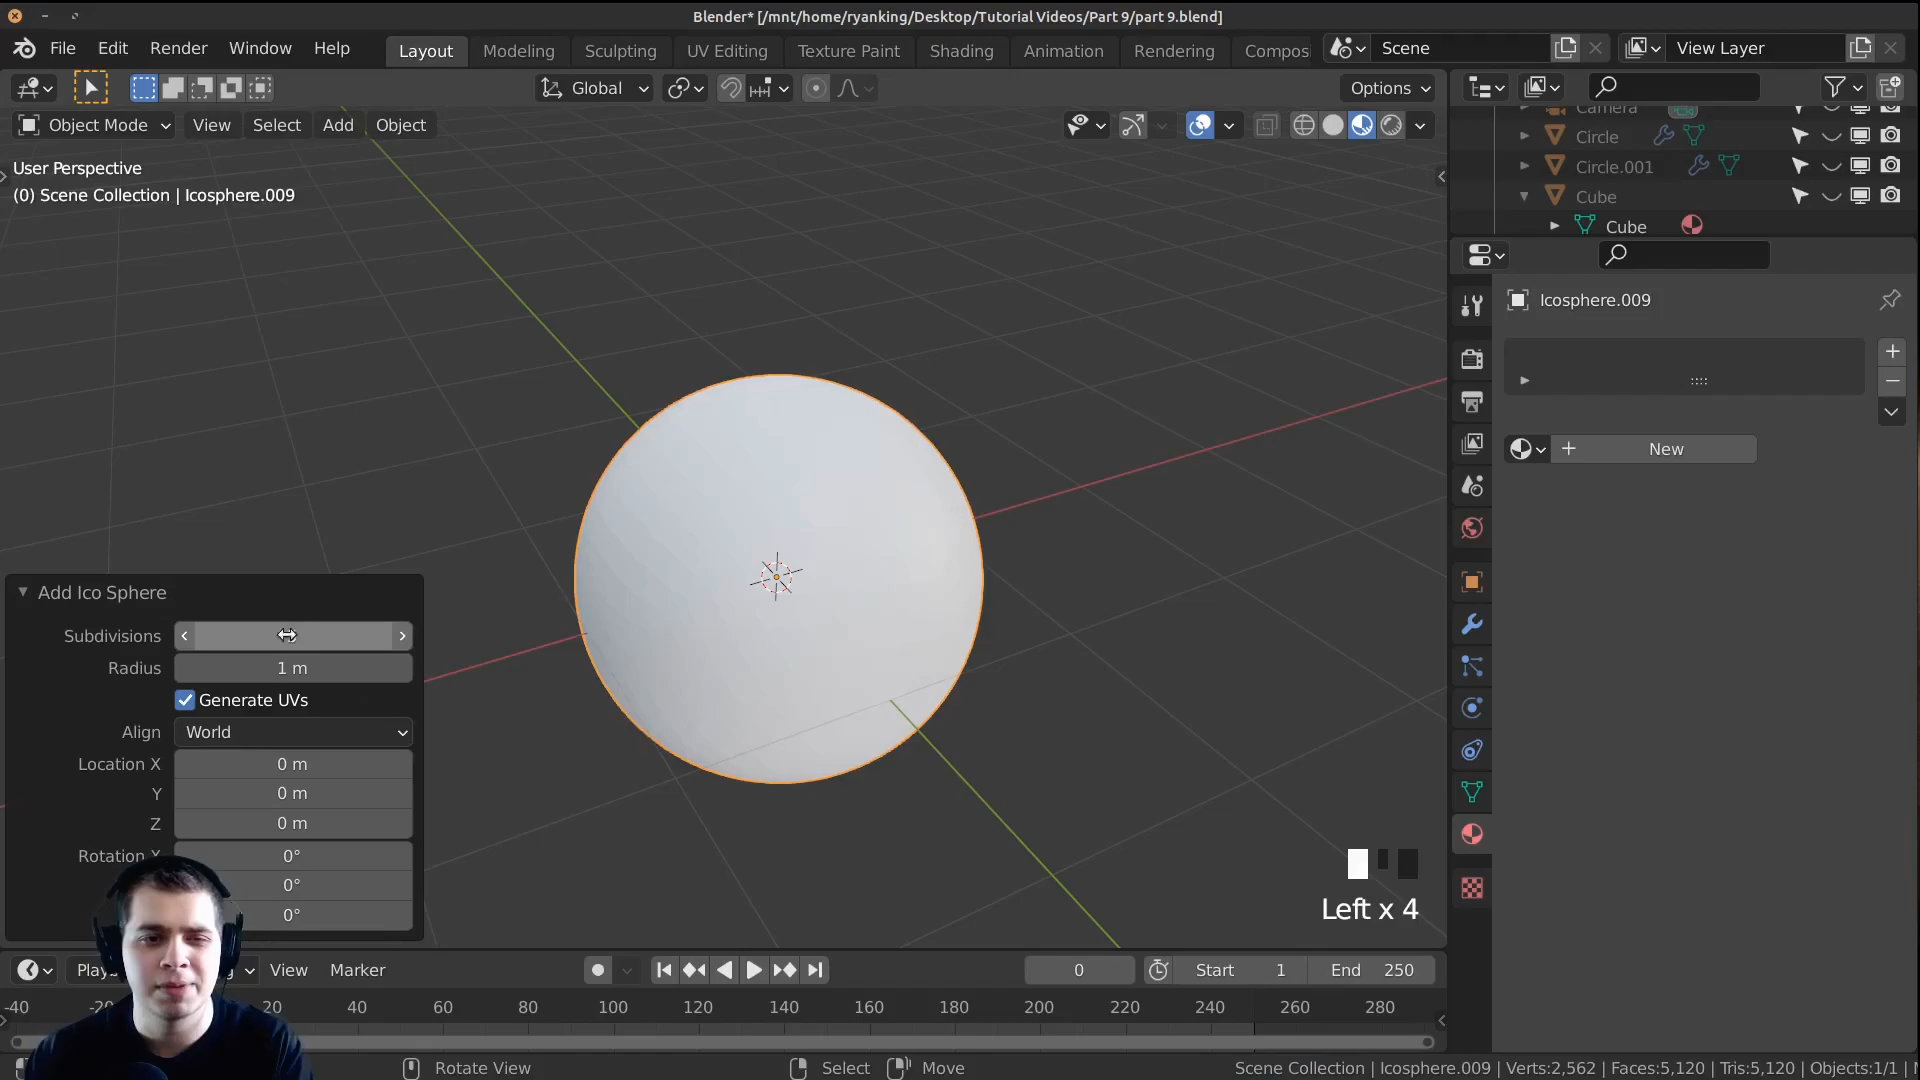 Blender* [/mnt/home/ryanking/Desktop/Tutorial Videos/Part 9/part 9.blend]
File Edit Render Window Help
Layout Modeling Sculpting UV Editing Texture Paint Shading Animation Rendering Compos
Scene
View Layer
Global
Options
Object Mode View Select Add Object
User Perspective
(0) Scene Collection | Icosphere.009
Camera
Circle
Circle.001
Cube
Cube
Icosphere.009
New
Add Ico Sphere
Subdivisions
Radius 1 m
Generate UVs
Align World
Location X 0 m
Y 0 m
Z 0 m
Rotation X 0°
0°
0°
Left x 4
View Marker
0
Start 1 End 250
-40 20 40 60 80 100 120 140 160 180 200 220 240 260 280
Rotate View
Select
Move
Scene Collection | Icosphere.009 | Verts:2,562 | Faces:5,120 | Tris:5,120 | Objects:1/1 |